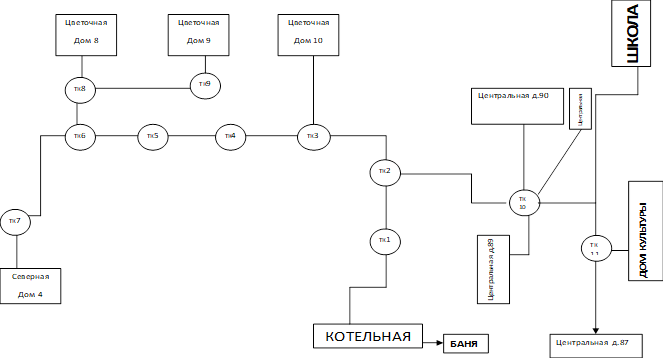 ШКОЛА
Цветочная
Дом 8
Цветочная
Дом 9
Цветочная
Дом 10
тк8
тк9
Центральная д.90
Центральная
тк6
тк5
тк4
тк3
тк2
ТК
10
тк7
ДОМ КУЛЬТУРЫ
тк1
Центральная д.89
ТК
11
Северная
Дом 4
КОТЕЛЬНАЯ
БАНЯ
Центральная д.87